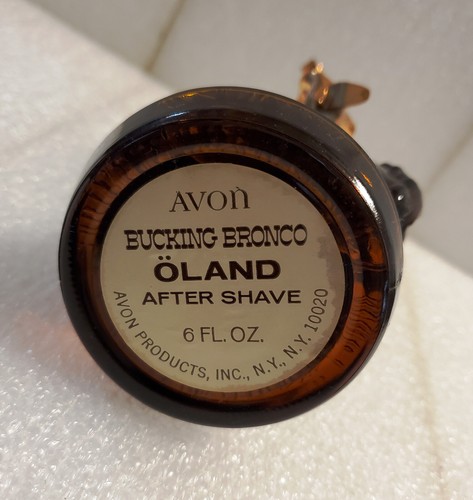 AVON
BUCKING BRONCO
ÖLAND
AFTER SHAVE
6 FL. OZ.
AVON PRODUCTS, INC., N.Y., N.Y. 10020